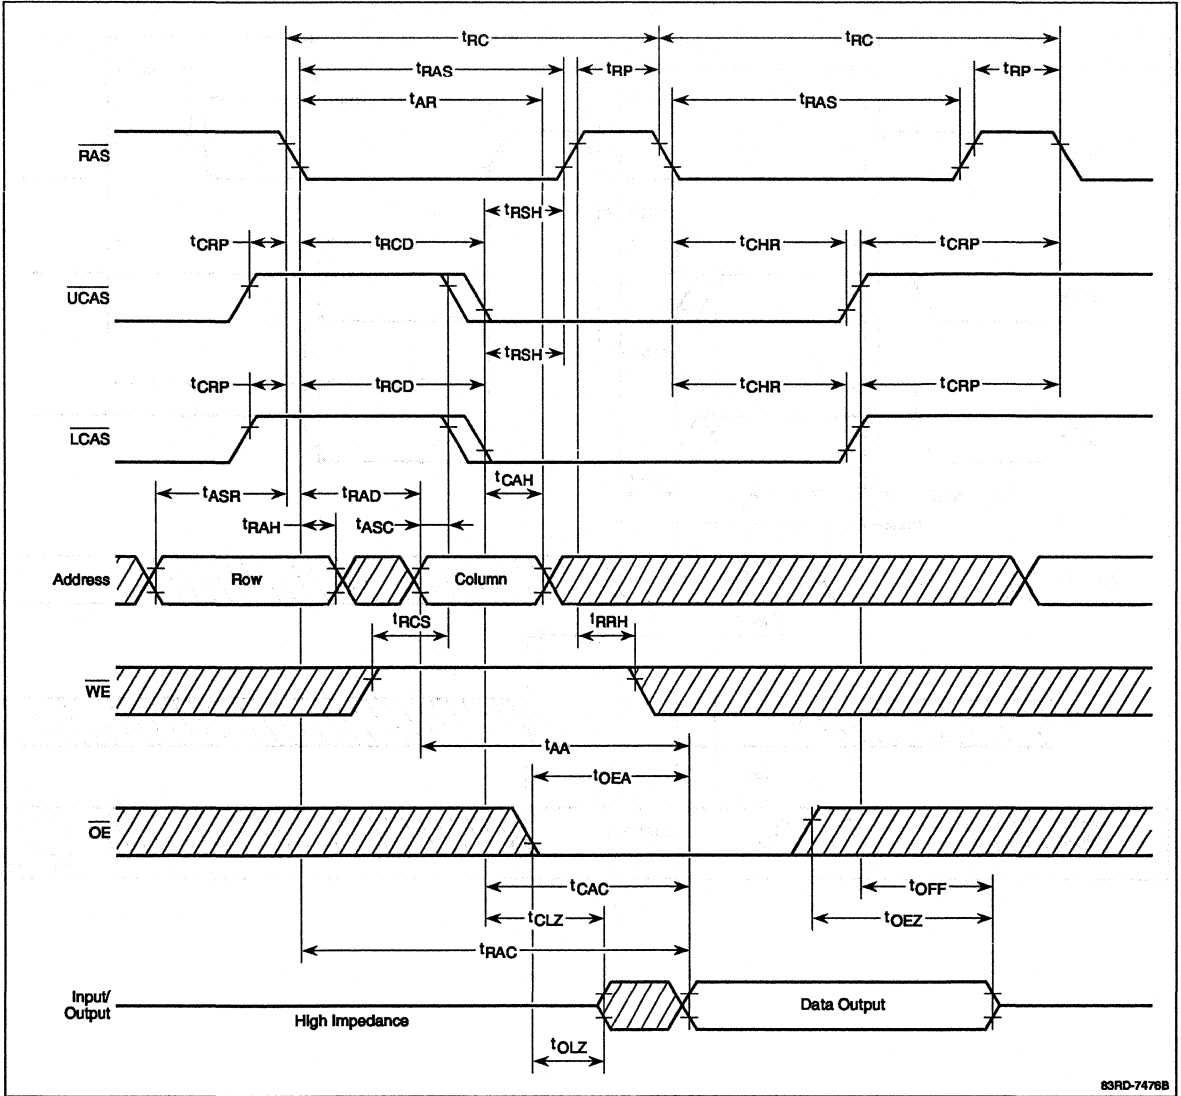 tRC tRC
tRAS tRP tRP
tAR tRAS
RAS
tRSH
tCRP tRCD tCHR tCRP
UCAS
tRSH
tCRP tRCD tCHR tCRP
LCAS
tCAH
tASR tRAD
tRAH tASC
Address Row Column
tRCS tRRH
WE
tAA
tOEA
OE
tCAC tOFF
tCLZ tOEZ
tRAC
Input/
Output
High Impedance
Data Output
tOLZ
83RD-7476B